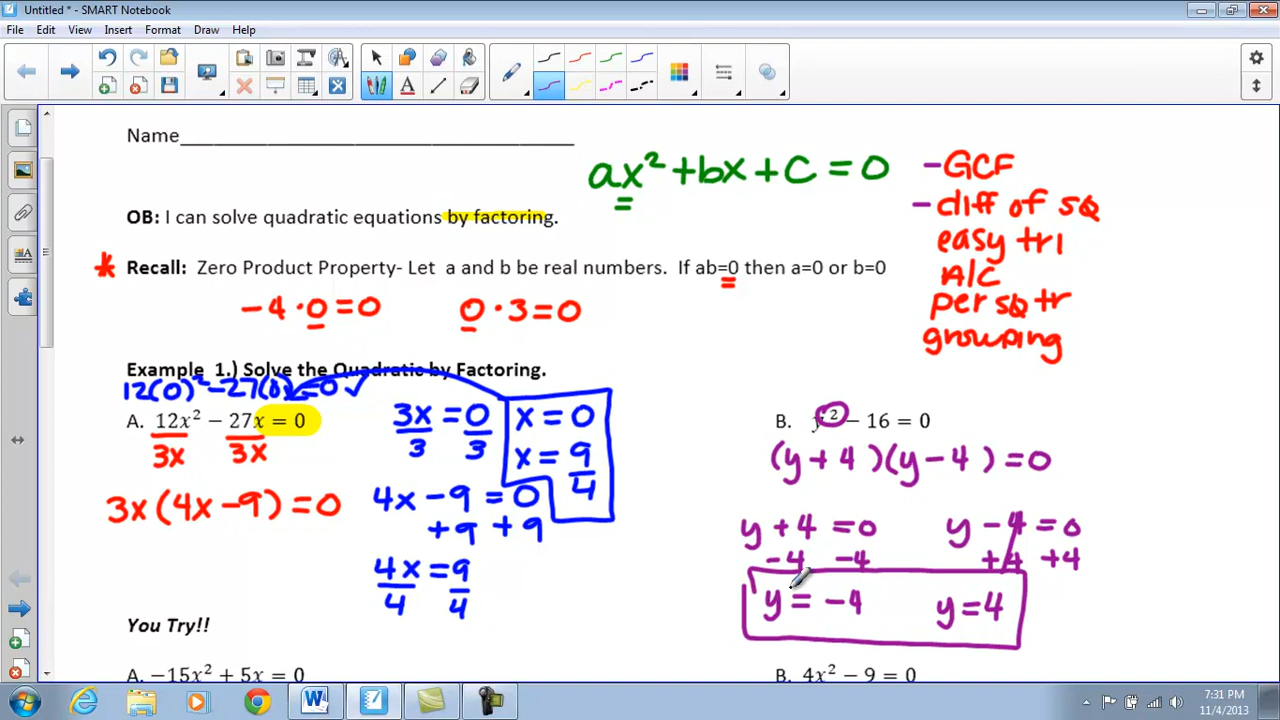 Untitled * - SMART Notebook
File Edit View Insert Format Draw Help
Name
ax² + bx + c = 0
- GCF
- diff of sq
easy tri
A/C
per sq tr
grouping
OB: I can solve quadratic equations by factoring.
* Recall: Zero Product Property- Let a and b be real numbers. If ab=0 then a=0 or b=0
-4 · 0 = 0
0 · 3 = 0
Example 1.) Solve the Quadratic by Factoring.
12(0)² - 27(0) = 0 ✓
A. 12x² − 27x = 0
3x 3x
3x(4x - 9) = 0
3x = 0
3 3
4x - 9 = 0
+9 +9
4x = 9
4 4
x = 0
x = 9/4
B. y² − 16 = 0
(y + 4)(y - 4) = 0
y + 4 = 0
-4 -4
y = -4
y - 4 = 0
+4 +4
y = 4
You Try!!
A. −15x² + 5x = 0
B. 4x² − 9 = 0
7:31 PM
11/4/2013